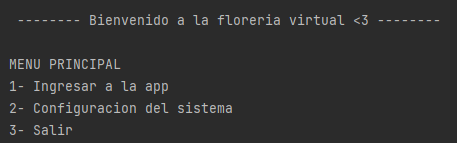 -------- Bienvenido a la floreria virtual <3 --------
MENU PRINCIPAL
1- Ingresar a la app
2- Configuracion del sistema
3- Salir